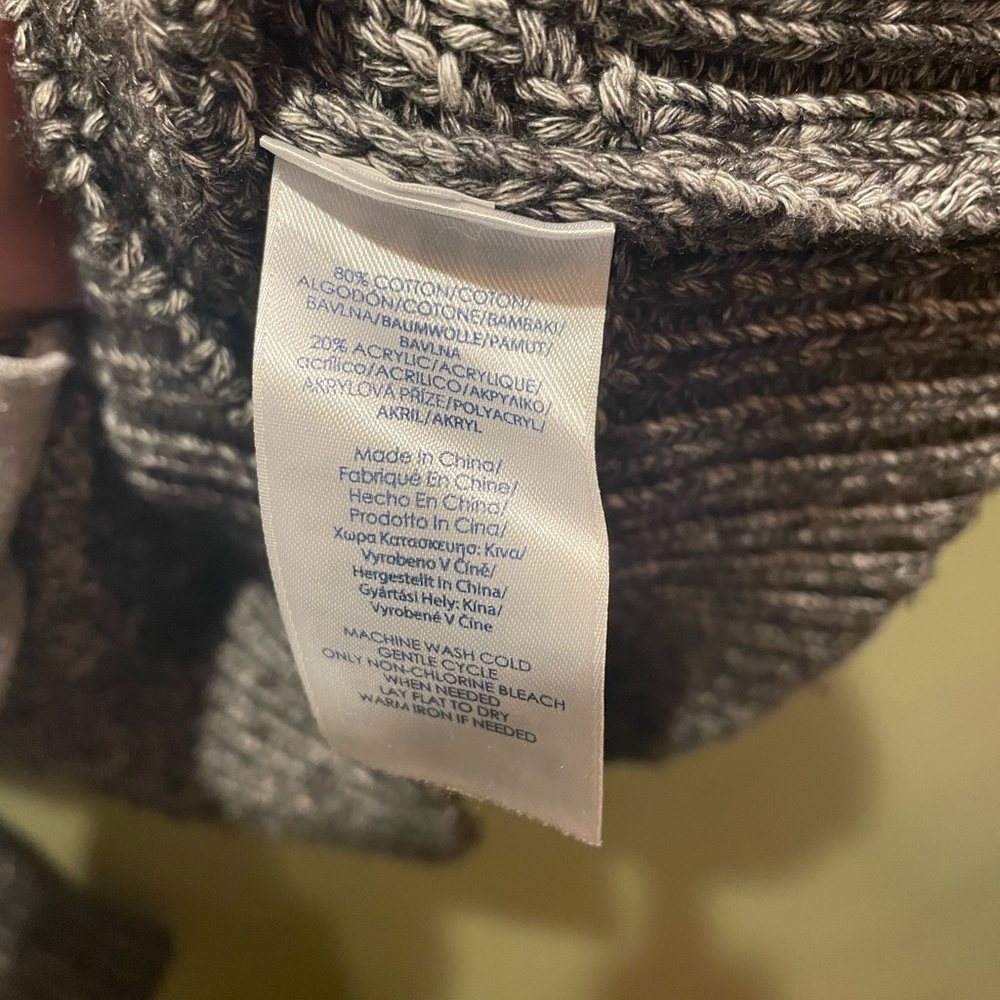 80% COTTON/COTON/
ALGODÓN/COTONE/BAMBAKI/
BAVLNA/BAUMWOLLE/PAMUT/
BAVLNA
20% ACRYLIC/ACRYLIQUE/
acrílico/ACRILICO/AKPYΛIKO/
AKRYLOVÁ PŘÍZE/POLYACRYL/
AKRIL/AKRYL
Made In China/
Fabriqué En Chine/
Hecho En China/
Prodotto In Cina/
Χωρα Κατασκευησ: Κινα/
Vyrobeno V Číně/
Hergestellt In China/
Gyártási Hely: Kína/
Vyrobené V Číne
MACHINE WASH COLD
GENTLE CYCLE
ONLY NON-CHLORINE BLEACH
WHEN NEEDED
LAY FLAT TO DRY
WARM IRON IF NEEDED